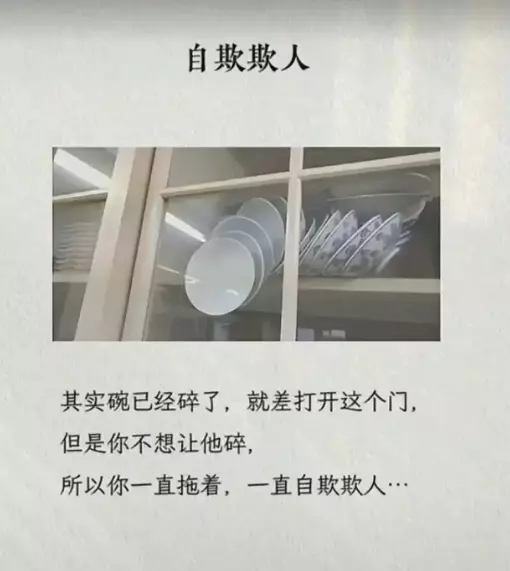 自欺欺人
其实碗已经碎了，就差打开这个门，
但是你不想让他碎，
所以你一直拖着，一直自欺欺人…